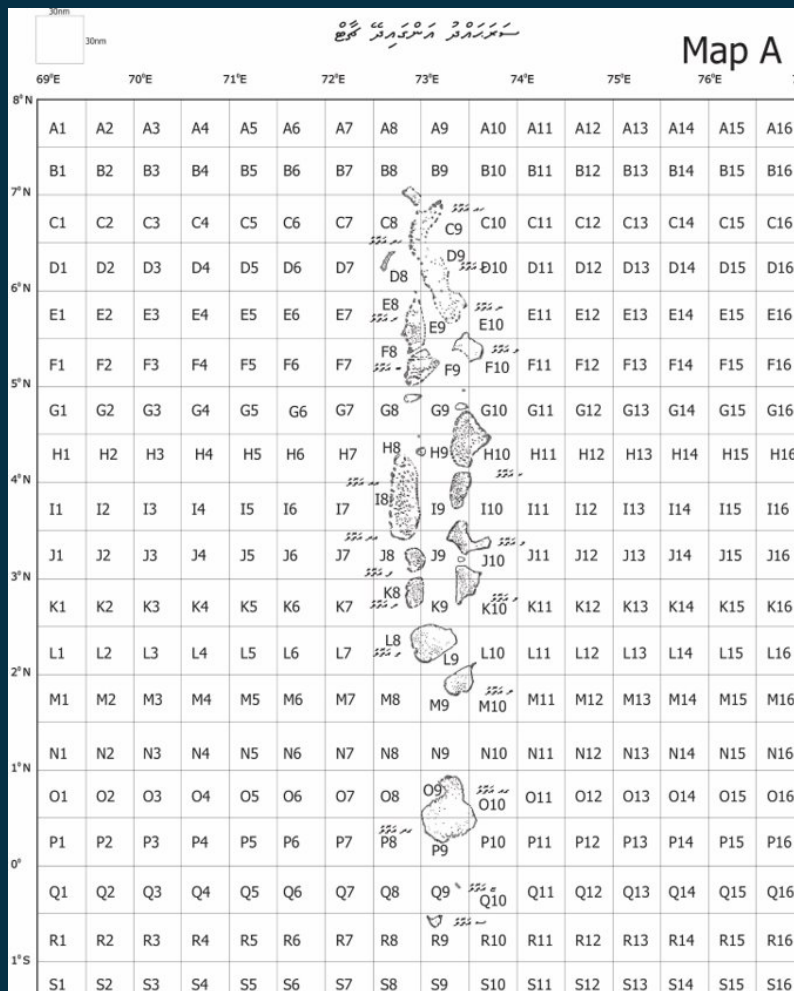 30nm
30nm
ސަރަޙައްދު އަންގައިދޭ ޗާޓް
Map A
69°E 70°E 71°E 72°E 73°E 74°E 75°E 76°E
8°N
A1 A2 A3 A4 A5 A6 A7 A8 A9 A10 A11 A12 A13 A14 A15 A16
B1 B2 B3 B4 B5 B6 B7 B8 B9 B10 B11 B12 B13 B14 B15 B16
7°N
C1 C2 C3 C4 C5 C6 C7 C8 C9 C10 C11 C12 C13 C14 C15 C16
D1 D2 D3 D4 D5 D6 D7 D8 D9 D10 D11 D12 D13 D14 D15 D16
6°N
E1 E2 E3 E4 E5 E6 E7 E8 E9 E10 E11 E12 E13 E14 E15 E16
F1 F2 F3 F4 F5 F6 F7 F8 F9 F10 F11 F12 F13 F14 F15 F16
5°N
G1 G2 G3 G4 G5 G6 G7 G8 G9 G10 G11 G12 G13 G14 G15 G16
H1 H2 H3 H4 H5 H6 H7 H8 H9 H10 H11 H12 H13 H14 H15 H16
4°N
I1 I2 I3 I4 I5 I6 I7 I8 I9 I10 I11 I12 I13 I14 I15 I16
J1 J2 J3 J4 J5 J6 J7 J8 J9 J10 J11 J12 J13 J14 J15 J16
3°N
K1 K2 K3 K4 K5 K6 K7 K8 K9 K10 K11 K12 K13 K14 K15 K16
L1 L2 L3 L4 L5 L6 L7 L8 L9 L10 L11 L12 L13 L14 L15 L16
2°N
M1 M2 M3 M4 M5 M6 M7 M8 M9 M10 M11 M12 M13 M14 M15 M16
N1 N2 N3 N4 N5 N6 N7 N8 N9 N10 N11 N12 N13 N14 N15 N16
1°N
O1 O2 O3 O4 O5 O6 O7 O8 O9 O10 O11 O12 O13 O14 O15 O16
P1 P2 P3 P4 P5 P6 P7 P8 P9 P10 P11 P12 P13 P14 P15 P16
0°
Q1 Q2 Q3 Q4 Q5 Q6 Q7 Q8 Q9 Q10 Q11 Q12 Q13 Q14 Q15 Q16
R1 R2 R3 R4 R5 R6 R7 R8 R9 R10 R11 R12 R13 R14 R15 R16
1°S
S1 S2 S3 S4 S5 S6 S7 S8 S9 S10 S11 S12 S13 S14 S15 S16